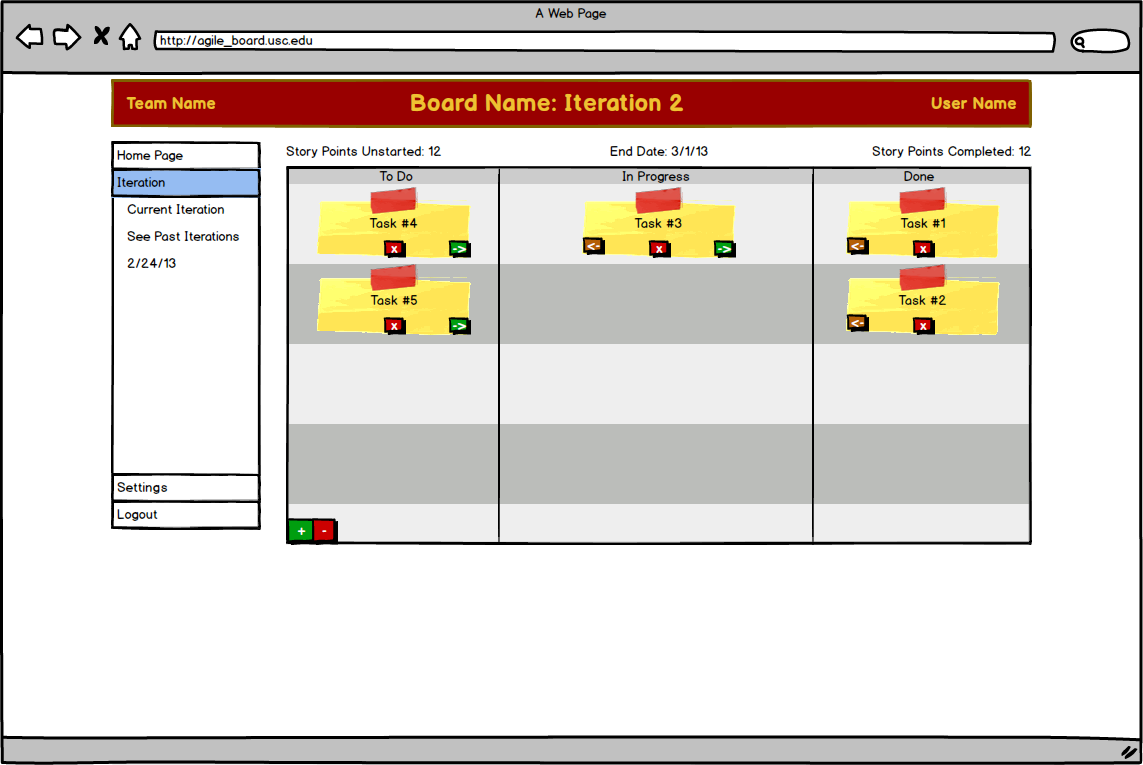 A Web Page
http://agile_board.usc.edu
Team Name
Board Name: Iteration 2
User Name
Home Page
Iteration
Current Iteration
See Past Iterations
2/24/13
Settings
Logout
Story Points Unstarted: 12
End Date: 3/1/13
Story Points Completed: 12
To Do
In Progress
Done
Task #4
x
->
Task #3
<-
x
->
Task #1
<-
x
Task #5
x
->
Task #2
<-
x
+
-